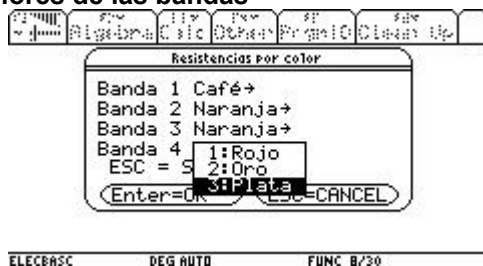 lores de las bandas
Algebra Calc Other PrgmIO Clean Up
Resistencias por color
Banda 1 Café→
Banda 2 Naranja→
Banda 3 Naranja→
Banda 4
1:Rojo
ESC = S
2:Oro
3:Plata
Enter=OK
ESC=CANCEL
ELECBASC DEG AUTO FUNC 8/30